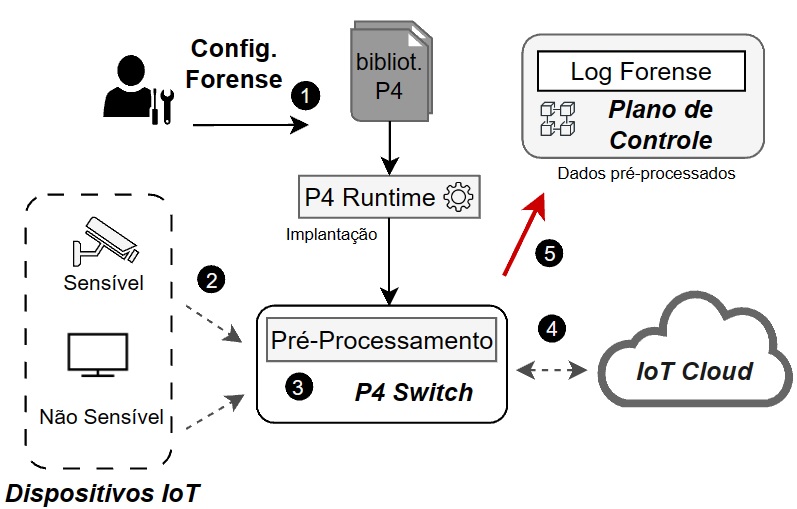 Config.
Forense
1
bibliot.
P4
Log Forense
Plano de
Controle
Dados pré-processados
P4 Runtime
Implantação
5
Sensível
2
Não Sensível
Dispositivos IoT
Pré-Processamento
3
P4 Switch
4
IoT Cloud